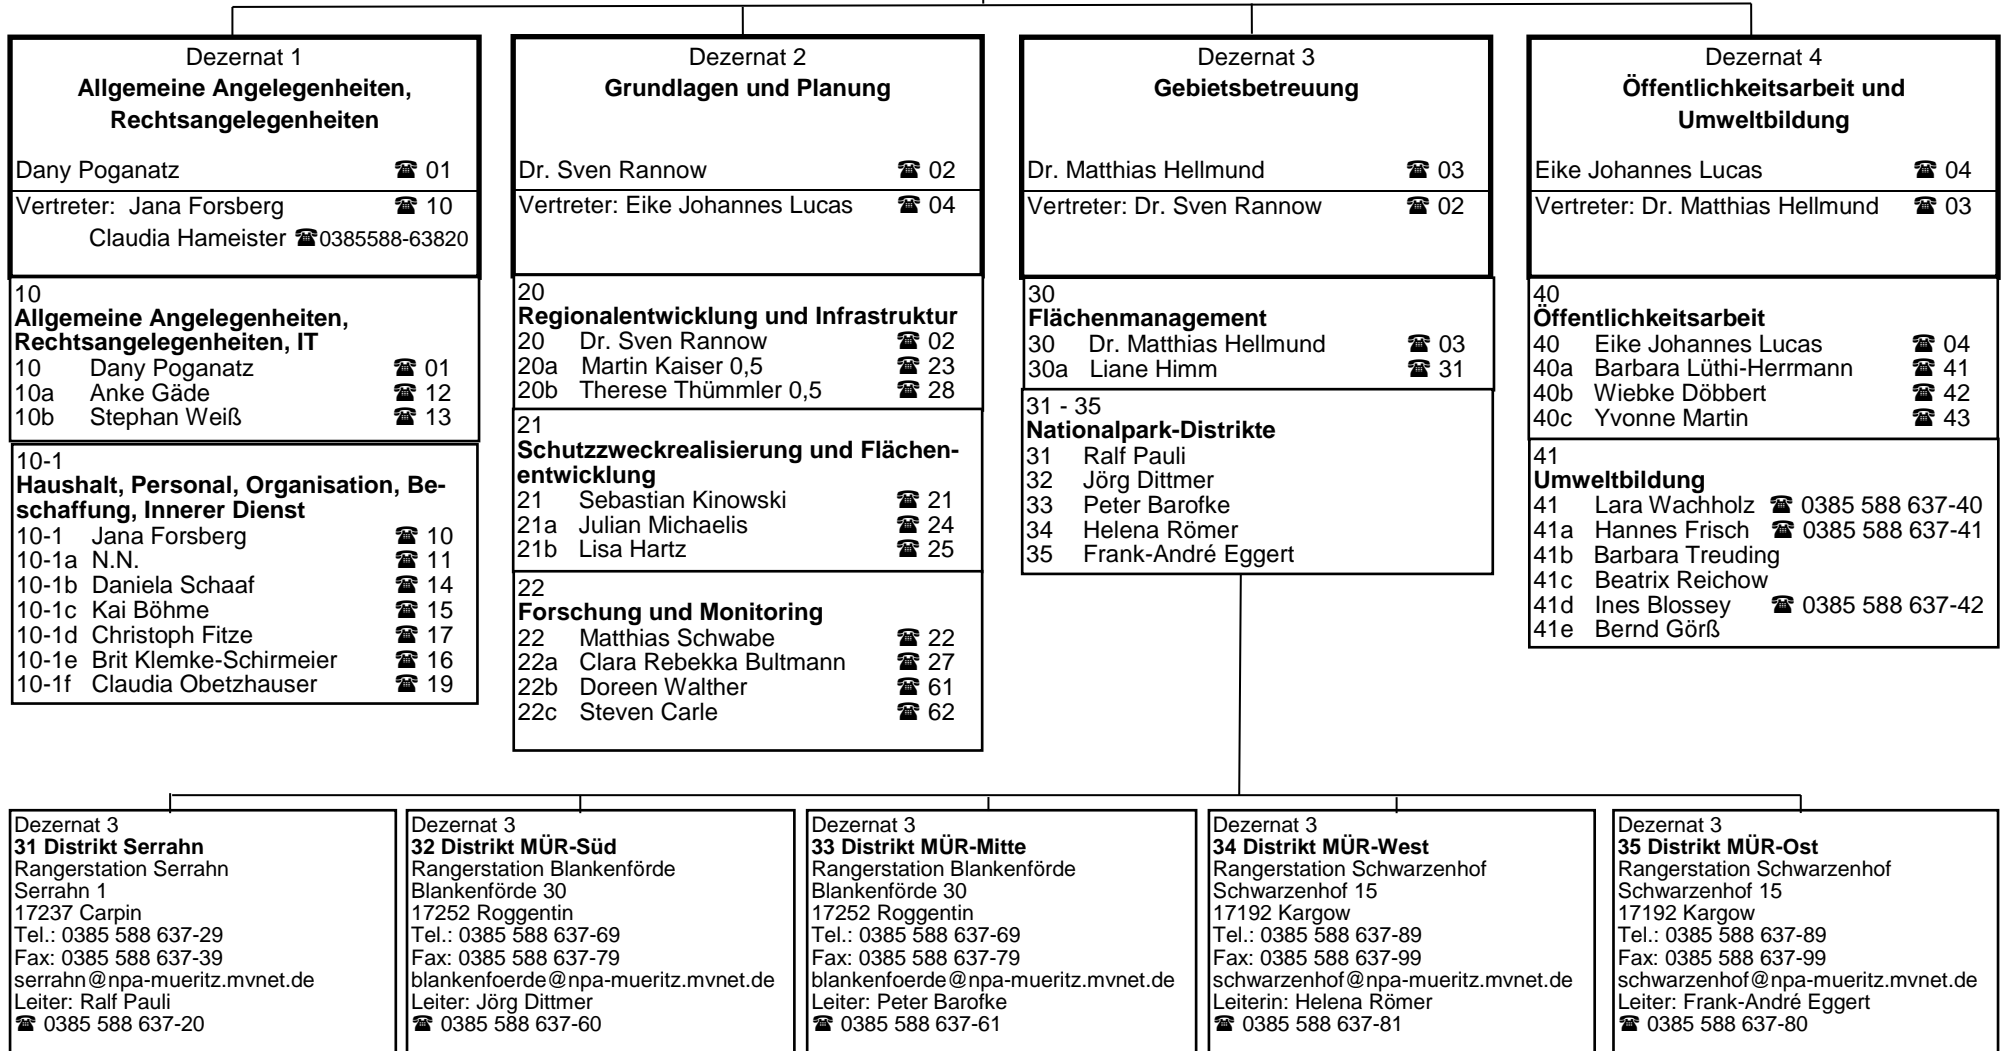 Dezernat 1
Allgemeine Angelegenheiten,
Rechtsangelegenheiten
Dany Poganatz ☎ 01
Vertreter: Jana Forsberg ☎ 10
Claudia Hameister ☎0385588-63820
10
Allgemeine Angelegenheiten,
Rechtsangelegenheiten, IT
10 Dany Poganatz ☎ 01
10a Anke Gäde ☎ 12
10b Stephan Weiß ☎ 13
10-1
Haushalt, Personal, Organisation, Be-
schaffung, Innerer Dienst
10-1 Jana Forsberg ☎ 10
10-1a N.N. ☎ 11
10-1b Daniela Schaaf ☎ 14
10-1c Kai Böhme ☎ 15
10-1d Christoph Fitze ☎ 17
10-1e Brit Klemke-Schirmeier ☎ 16
10-1f Claudia Obetzhauser ☎ 19
Dezernat 2
Grundlagen und Planung
Dr. Sven Rannow ☎ 02
Vertreter: Eike Johannes Lucas ☎ 04
20
Regionalentwicklung und Infrastruktur
20 Dr. Sven Rannow ☎ 02
20a Martin Kaiser 0,5 ☎ 23
20b Therese Thümmler 0,5 ☎ 28
21
Schutzzweckrealisierung und Flächen-
entwicklung
21 Sebastian Kinowski ☎ 21
21a Julian Michaelis ☎ 24
21b Lisa Hartz ☎ 25
22
Forschung und Monitoring
22 Matthias Schwabe ☎ 22
22a Clara Rebekka Bultmann ☎ 27
22b Doreen Walther ☎ 61
22c Steven Carle ☎ 62
Dezernat 3
Gebietsbetreuung
Dr. Matthias Hellmund ☎ 03
Vertreter: Dr. Sven Rannow ☎ 02
30
Flächenmanagement
30 Dr. Matthias Hellmund ☎ 03
30a Liane Himm ☎ 31
31 - 35
Nationalpark-Distrikte
31 Ralf Pauli
32 Jörg Dittmer
33 Peter Barofke
34 Helena Römer
35 Frank-André Eggert
Dezernat 4
Öffentlichkeitsarbeit und
Umweltbildung
Eike Johannes Lucas ☎ 04
Vertreter: Dr. Matthias Hellmund ☎ 03
40
Öffentlichkeitsarbeit
40 Eike Johannes Lucas ☎ 04
40a Barbara Lüthi-Herrmann ☎ 41
40b Wiebke Döbbert ☎ 42
40c Yvonne Martin ☎ 43
41
Umweltbildung
41 Lara Wachholz ☎ 0385 588 637-40
41a Hannes Frisch ☎ 0385 588 637-41
41b Barbara Treuding
41c Beatrix Reichow
41d Ines Blossey ☎ 0385 588 637-42
41e Bernd Görß
Dezernat 3
31 Distrikt Serrahn
Rangerstation Serrahn
Serrahn 1
17237 Carpin
Tel.: 0385 588 637-29
Fax: 0385 588 637-39
serrahn@npa-mueritz.mvnet.de
Leiter: Ralf Pauli
☎ 0385 588 637-20
Dezernat 3
32 Distrikt MÜR-Süd
Rangerstation Blankenförde
Blankenförde 30
17252 Roggentin
Tel.: 0385 588 637-69
Fax: 0385 588 637-79
blankenfoerde@npa-mueritz.mvnet.de
Leiter: Jörg Dittmer
☎ 0385 588 637-60
Dezernat 3
33 Distrikt MÜR-Mitte
Rangerstation Blankenförde
Blankenförde 30
17252 Roggentin
Tel.: 0385 588 637-69
Fax: 0385 588 637-79
blankenfoerde@npa-mueritz.mvnet.de
Leiter: Peter Barofke
☎ 0385 588 637-61
Dezernat 3
34 Distrikt MÜR-West
Rangerstation Schwarzenhof
Schwarzenhof 15
17192 Kargow
Tel.: 0385 588 637-89
Fax: 0385 588 637-99
schwarzenhof@npa-mueritz.mvnet.de
Leiterin: Helena Römer
☎ 0385 588 637-81
Dezernat 3
35 Distrikt MÜR-Ost
Rangerstation Schwarzenhof
Schwarzenhof 15
17192 Kargow
Tel.: 0385 588 637-89
Fax: 0385 588 637-99
schwarzenhof@npa-mueritz.mvnet.de
Leiter: Frank-André Eggert
☎ 0385 588 637-80